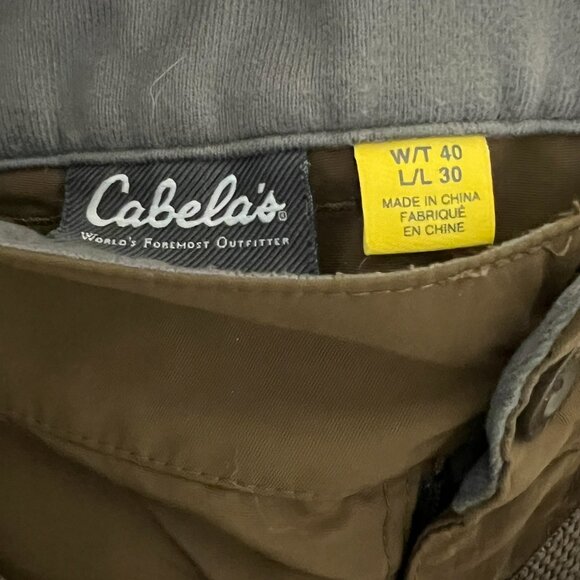 Cabela's®
World's Foremost Outfitter
W/T 40
L/L 30
MADE IN CHINA
FABRIQUÉ
EN CHINE